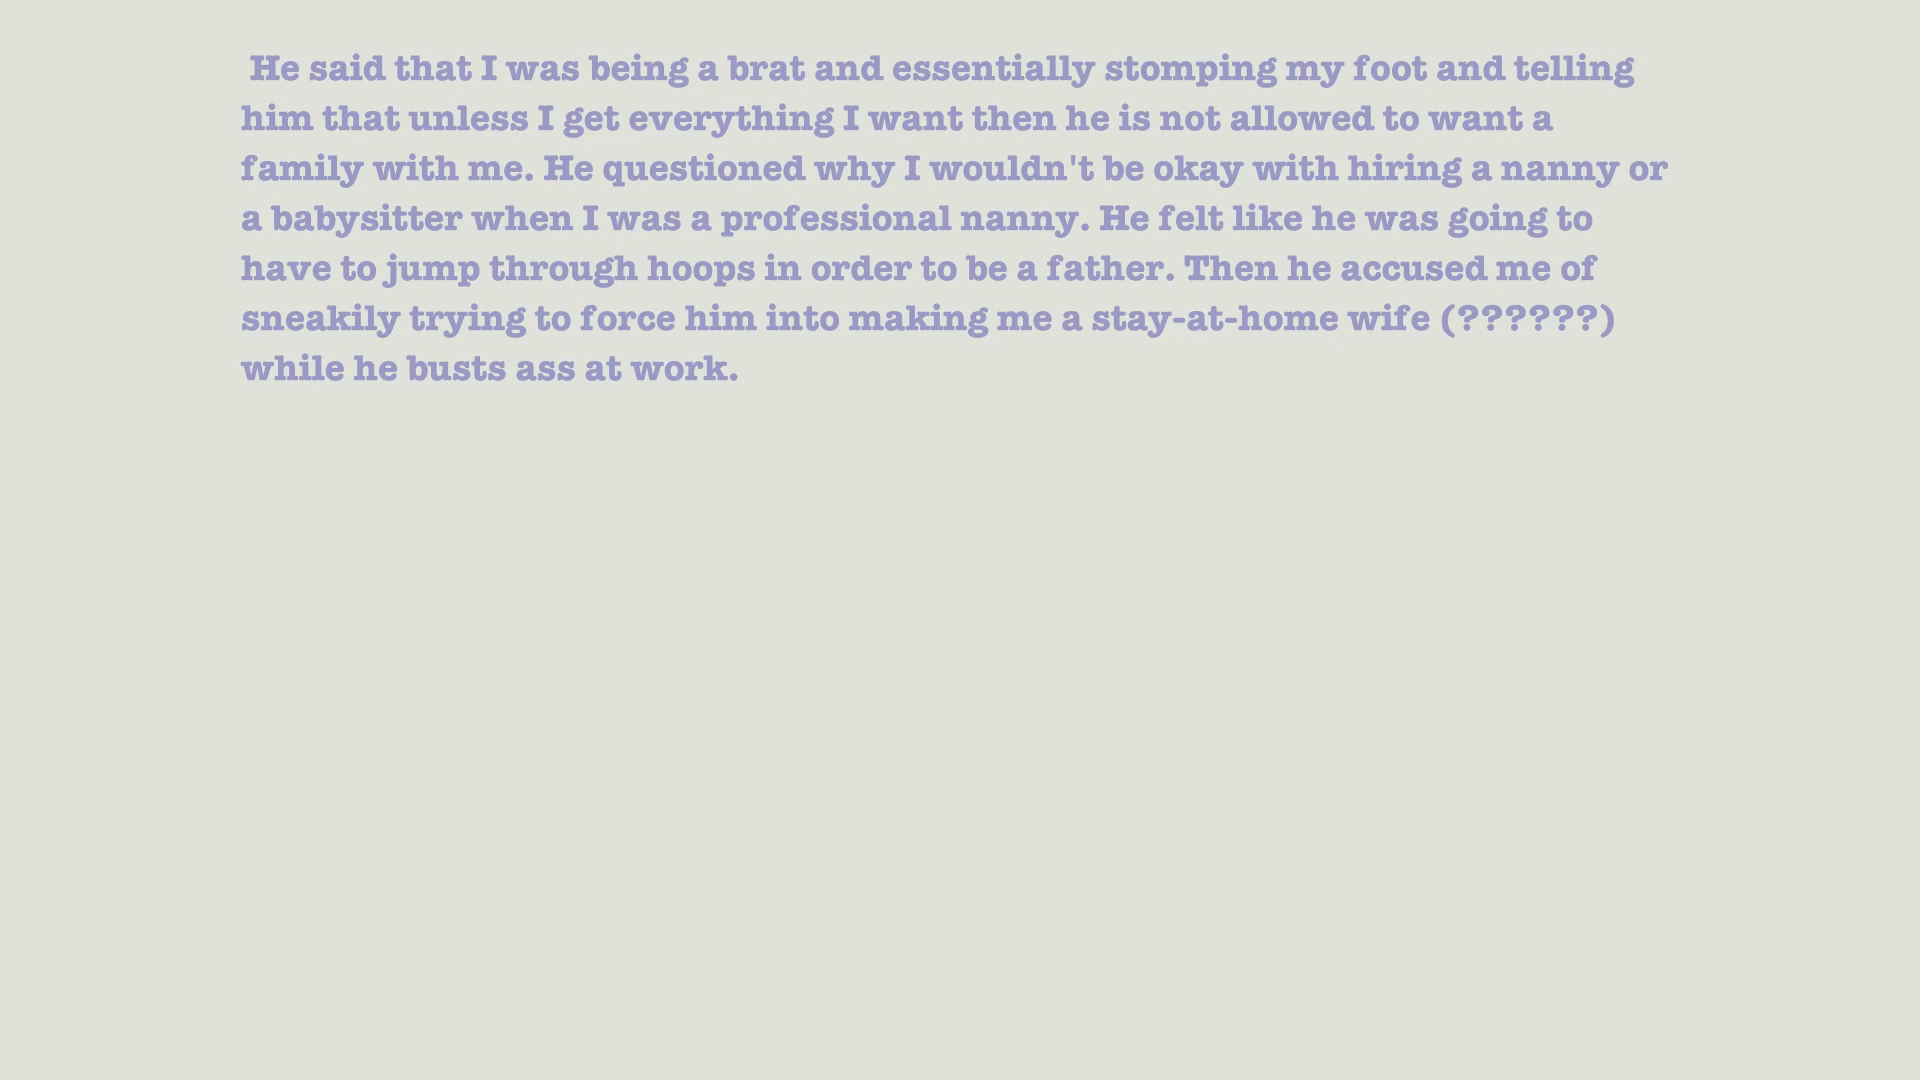 He said that I was being a brat and essentially stomping my foot and telling
him that unless I get everything I want then he is not allowed to want a
family with me. He questioned why I wouldn't be okay with hiring a nanny or
a babysitter when I was a professional nanny. He felt like he was going to
have to jump through hoops in order to be a father. Then he accused me of
sneakily trying to force him into making me a stay-at-home wife (??????)
while he busts ass at work.